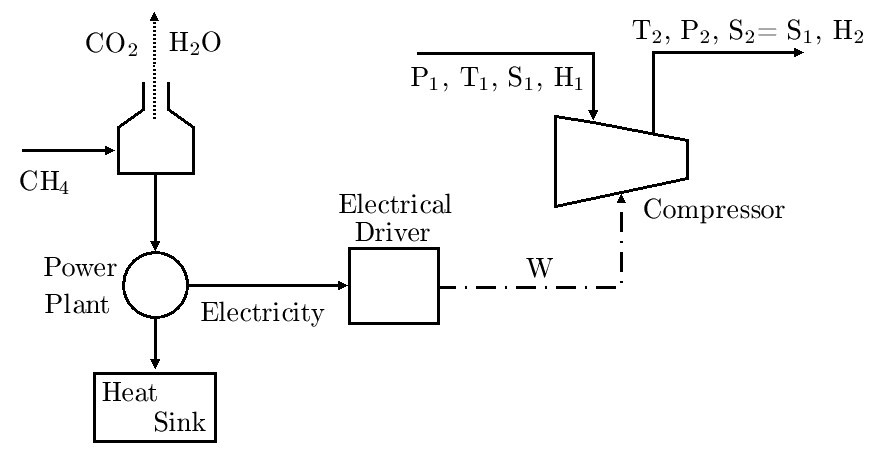 CO₂ H₂O
T₂, P₂, S₂= S₁, H₂
P₁, T₁, S₁, H₁
CH₄
Compressor
Electrical
Driver
Power
Plant
W
Electricity
Heat
Sink